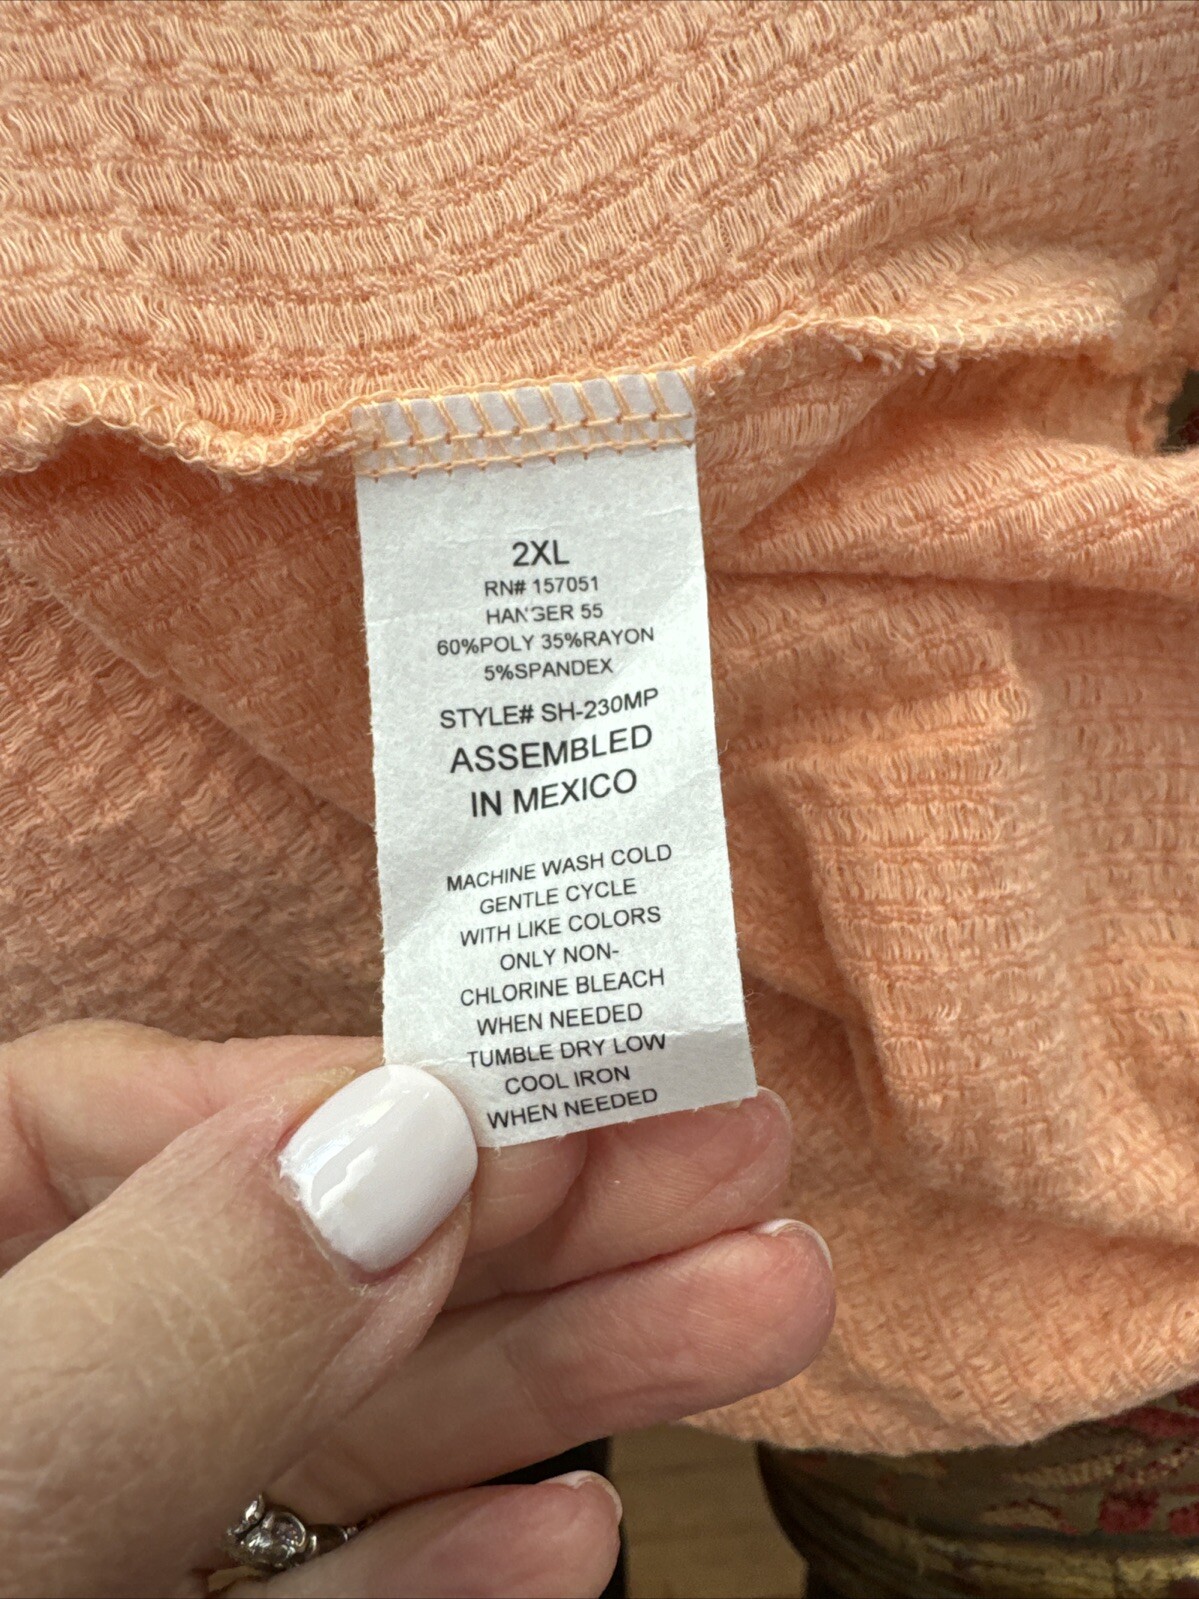 2XL
RN# 157051
HANGER 55
60%POLY 35%RAYON
5%SPANDEX
STYLE# SH-230MP
ASSEMBLED
IN MEXICO
MACHINE WASH COLD
GENTLE CYCLE
WITH LIKE COLORS
ONLY NON-
CHLORINE BLEACH
WHEN NEEDED
TUMBLE DRY LOW
COOL IRON
WHEN NEEDED